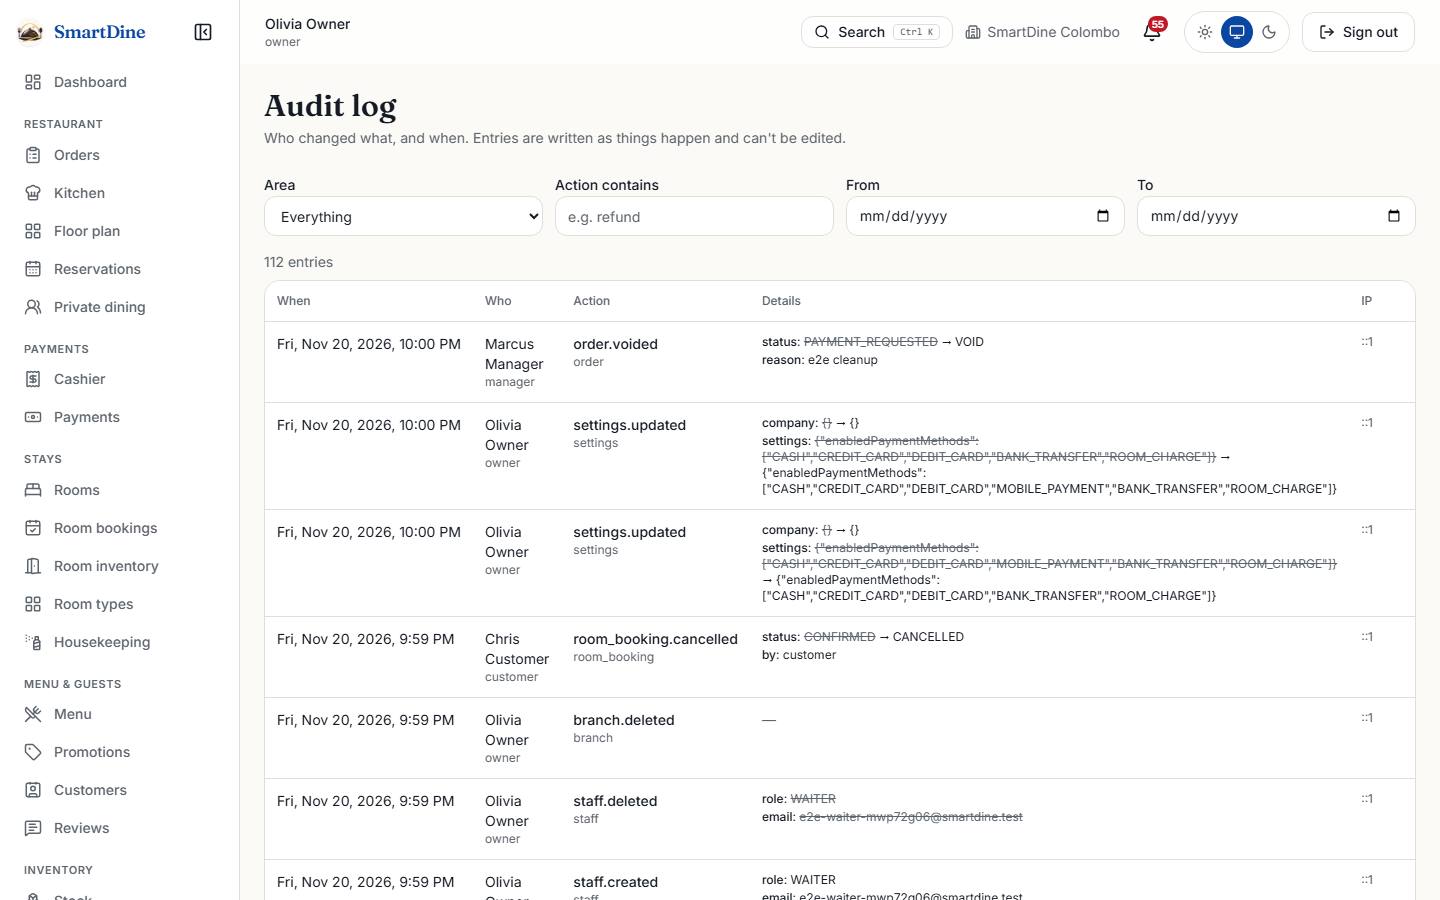 SmartDine
Olivia Owner
owner
Search
Ctrl K
SmartDine Colombo
55
Sign out
Dashboard
RESTAURANT
Orders
Kitchen
Floor plan
Reservations
Private dining
PAYMENTS
Cashier
Payments
STAYS
Rooms
Room bookings
Room inventory
Room types
Housekeeping
MENU & GUESTS
Menu
Promotions
Customers
Reviews
INVENTORY
Stock
Audit log
Who changed what, and when. Entries are written as things happen and can't be edited.
Area
Everything
Action contains
e.g. refund
From
mm/dd/yyyy
To
mm/dd/yyyy
112 entries
When
Who
Action
Details
IP
Fri, Nov 20, 2026, 10:00 PM
Marcus
Manager
manager
order.voided
order
status: PAYMENT_REQUESTED → VOID
reason: e2e cleanup
::1
Fri, Nov 20, 2026, 10:00 PM
Olivia
Owner
owner
settings.updated
settings
company: {} → {}
settings: {"enabledPaymentMethods":
["CASH","CREDIT_CARD","DEBIT_CARD","BANK_TRANSFER","ROOM_CHARGE"]} →
{"enabledPaymentMethods":
["CASH","CREDIT_CARD","DEBIT_CARD","MOBILE_PAYMENT","BANK_TRANSFER","ROOM_CHARGE"]}
::1
Fri, Nov 20, 2026, 10:00 PM
Olivia
Owner
owner
settings.updated
settings
company: {} → {}
settings: {"enabledPaymentMethods":
["CASH","CREDIT_CARD","DEBIT_CARD","MOBILE_PAYMENT","BANK_TRANSFER","ROOM_CHARGE"]}
→ {"enabledPaymentMethods":
["CASH","CREDIT_CARD","DEBIT_CARD","BANK_TRANSFER","ROOM_CHARGE"]}
::1
Fri, Nov 20, 2026, 9:59 PM
Chris
Customer
customer
room_booking.cancelled
room_booking
status: CONFIRMED → CANCELLED
by: customer
::1
Fri, Nov 20, 2026, 9:59 PM
Olivia
Owner
owner
branch.deleted
branch
—
::1
Fri, Nov 20, 2026, 9:59 PM
Olivia
Owner
owner
staff.deleted
staff
role: WAITER
email: e2e-waiter-mwp72g06@smartdine.test
::1
Fri, Nov 20, 2026, 9:59 PM
Olivia
Owner
staff.created
staff
role: WAITER
email: e2e-waiter-mwp72g06@smartdine.test
::1